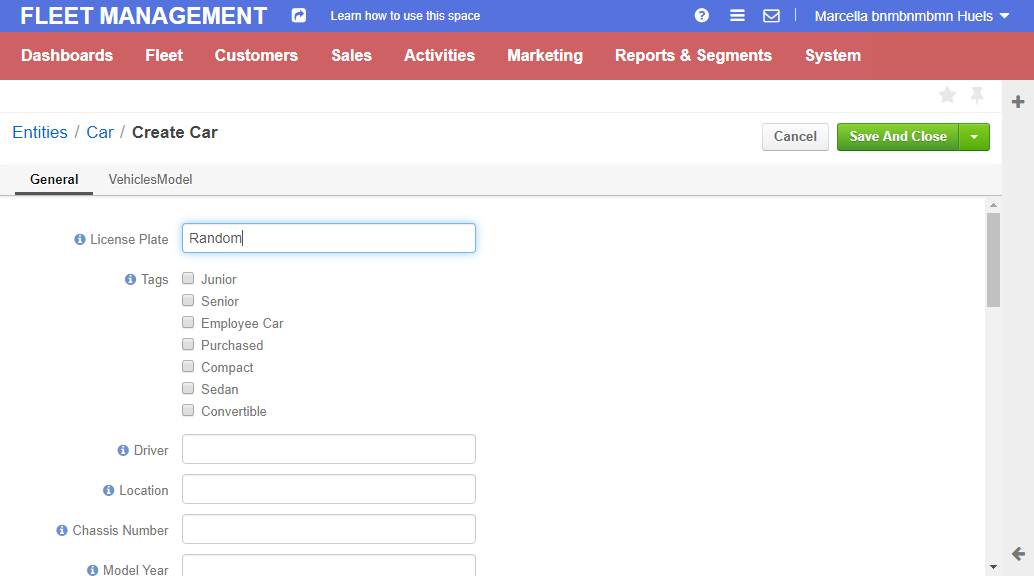 FLEET MANAGEMENT Learn how to use this space Marcella bnmbnmbmn Huels
Dashboards Fleet Customers Sales Activities Marketing Reports & Segments System
Entities / Car / Create Car
Cancel Save And Close
General VehiclesModel
License Plate Random
Tags Junior
Senior
Employee Car
Purchased
Compact
Sedan
Convertible
Driver
Location
Chassis Number
Model Year